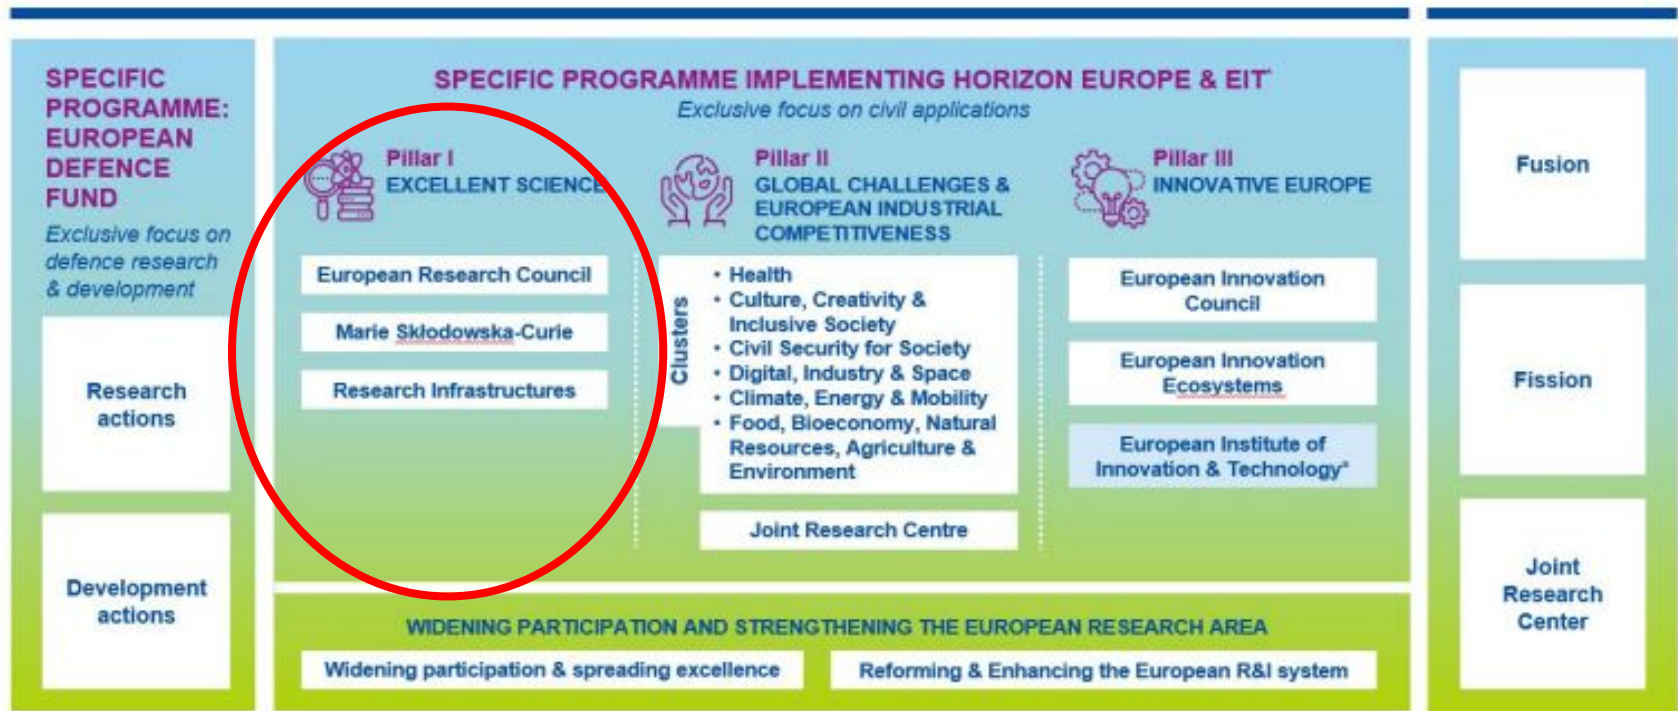 SPECIFIC
PROGRAMME:
EUROPEAN
DEFENCE
FUND
Exclusive focus on
defence research
& development
Research
actions
Development
actions
SPECIFIC PROGRAMME IMPLEMENTING HORIZON EUROPE & EIT*
Exclusive focus on civil applications
Pillar I
EXCELLENT SCIENCE
European Research Council
Marie Skłodowska-Curie
Research Infrastructures
Pillar II
GLOBAL CHALLENGES &
EUROPEAN INDUSTRIAL
COMPETITIVENESS
Clusters
• Health
• Culture, Creativity &
Inclusive Society
• Civil Security for Society
• Digital, Industry & Space
• Climate, Energy & Mobility
• Food, Bioeconomy, Natural
Resources, Agriculture &
Environment
Joint Research Centre
Pillar III
INNOVATIVE EUROPE
European Innovation
Council
European Innovation
Ecosystems
European Institute of
Innovation & Technology*
WIDENING PARTICIPATION AND STRENGTHENING THE EUROPEAN RESEARCH AREA
Widening participation & spreading excellence
Reforming & Enhancing the European R&I system
Fusion
Fission
Joint
Research
Center